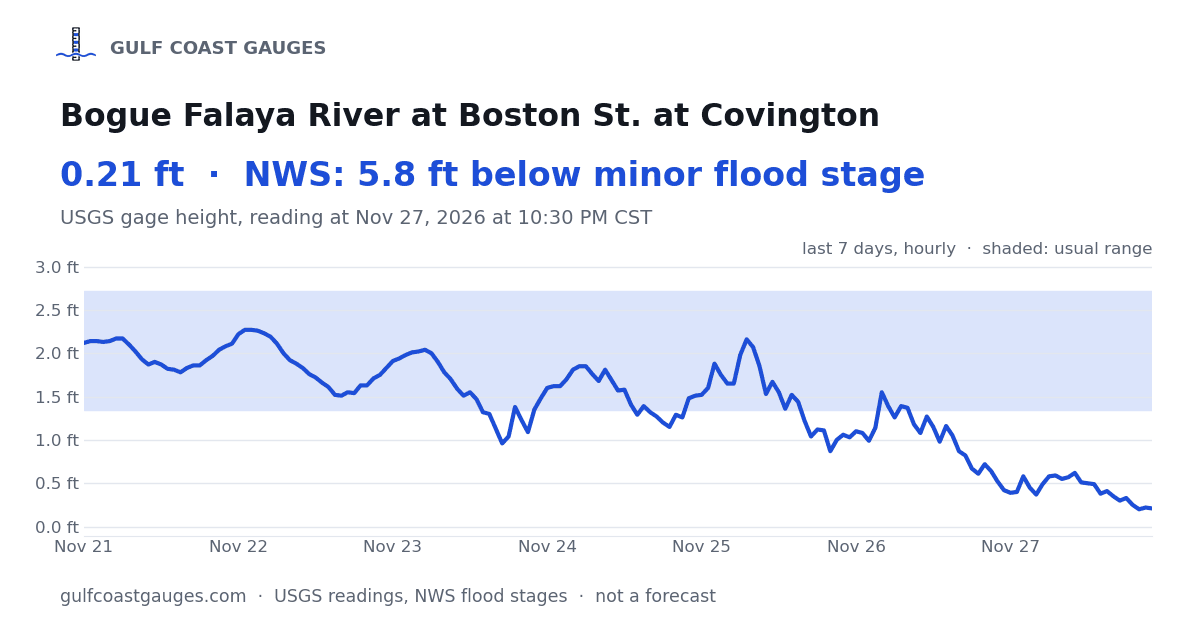 GULF COAST GAUGES
Bogue Falaya River at Boston St. at Covington
0.21 ft · NWS: 5.8 ft below minor flood stage
USGS gage height, reading at Nov 27, 2026 at 10:30 PM CST
last 7 days, hourly · shaded: usual range
3.0 ft
2.5 ft
2.0 ft
1.5 ft
1.0 ft
0.5 ft
0.0 ft
Nov 21 Nov 22 Nov 23 Nov 24 Nov 25 Nov 26 Nov 27
gulfcoastgauges.com · USGS readings, NWS flood stages · not a forecast